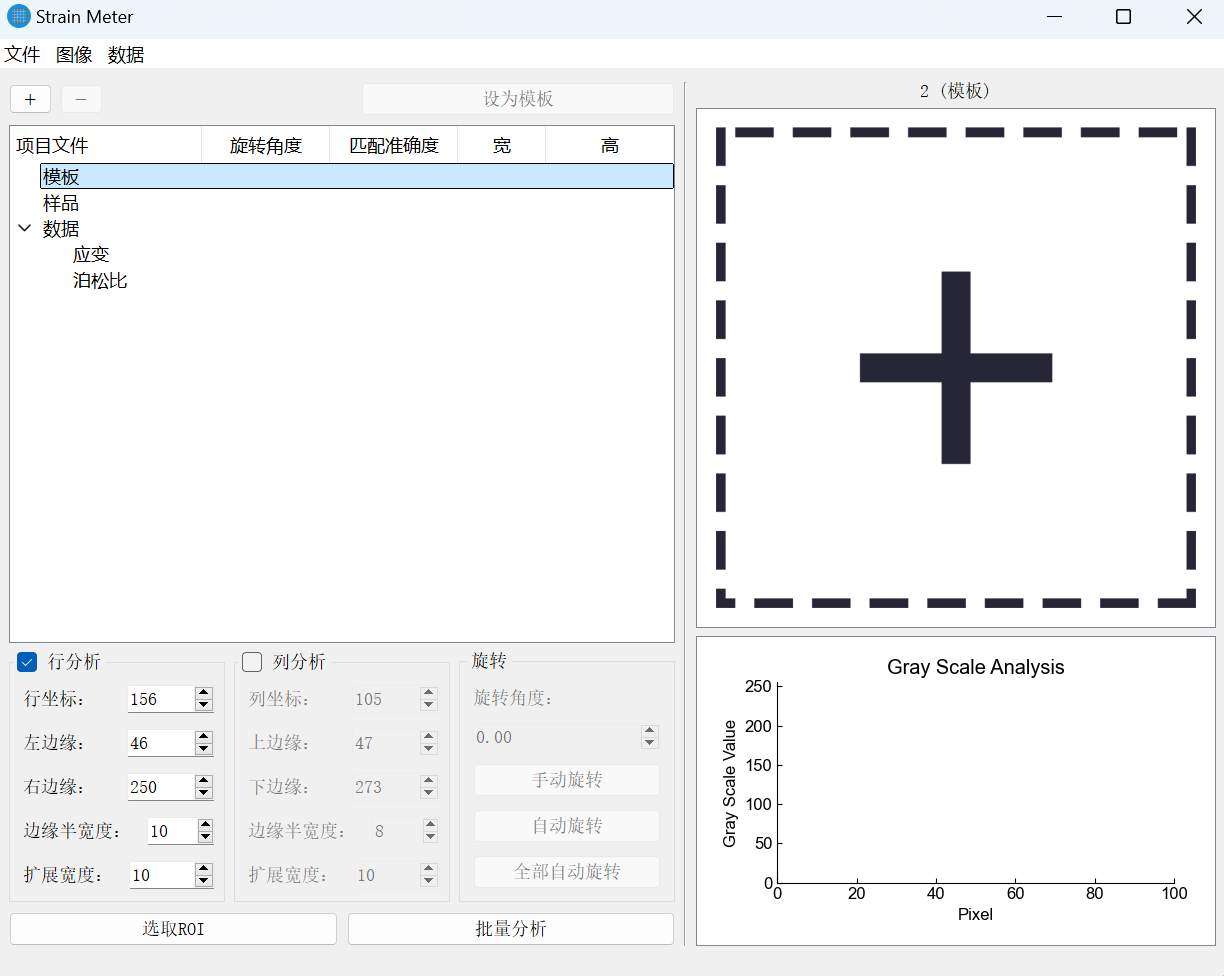 Strain Meter
文件 图像 数据
+ − 设为模板
项目文件 旋转角度 匹配准确度 宽 高
模板
样品
数据
应变
泊松比
2 (模板)
行分析
行坐标: 156
左边缘: 46
右边缘: 250
边缘半宽度: 10
扩展宽度: 10
列分析
列坐标: 105
上边缘: 47
下边缘: 273
边缘半宽度: 8
扩展宽度: 10
旋转
旋转角度:
0.00
手动旋转
自动旋转
全部自动旋转
选取ROI
批量分析
Gray Scale Analysis
Gray Scale Value
250
200
150
100
50
0
0 20 40 60 80 100
Pixel